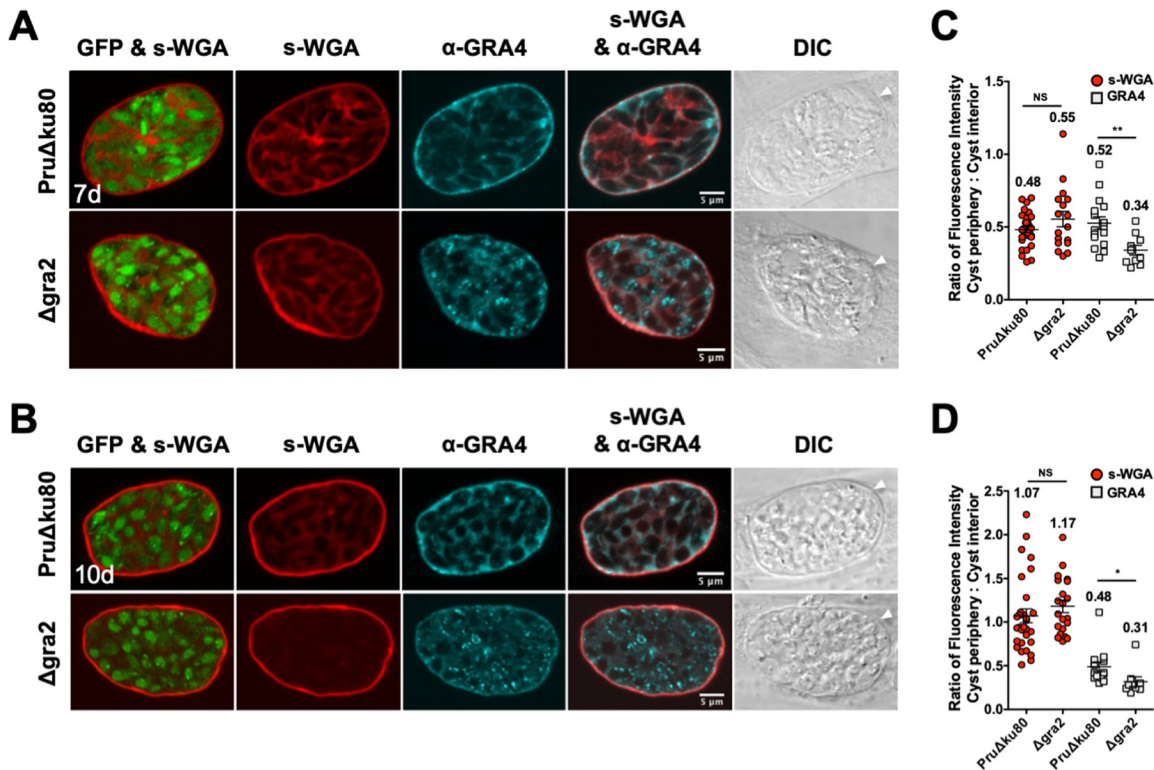 A
GFP & s-WGA
s-WGA
α-GRA4
s-WGA
& α-GRA4
DIC
PruΔku80
7d
5 μm
Δgra2
5 μm
B
GFP & s-WGA
s-WGA
α-GRA4
s-WGA
& α-GRA4
DIC
PruΔku80
10d
5 μm
Δgra2
5 μm
C
s-WGA
GRA4
Ratio of Fluorescence Intensity
Cyst periphery : Cyst interior
1.5
1.0
0.5
0.0
NS
**
0.48
0.55
0.52
0.34
PruΔku80
Δgra2
PruΔku80
Δgra2
D
s-WGA
GRA4
Ratio of Fluorescence Intensity
Cyst periphery : Cyst interior
2.5
2.0
1.5
1.0
0.5
0.0
NS
*
1.07
1.17
0.48
0.31
PruΔku80
Δgra2
PruΔku80
Δgra2